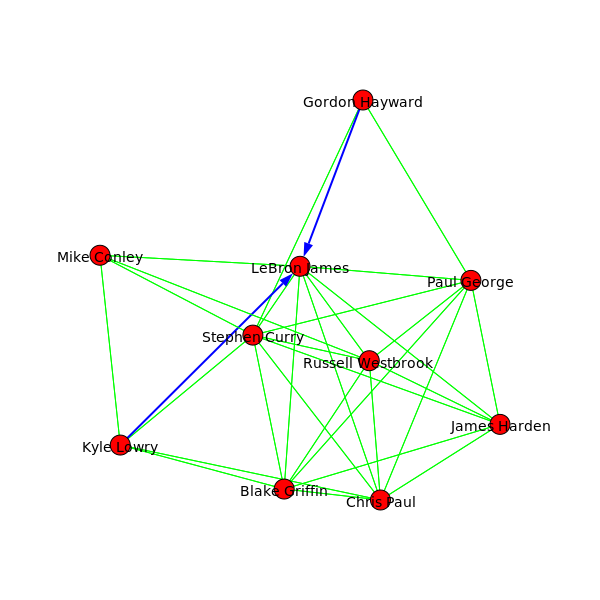 Gordon Hayward
Mike Conley
LeBron James
Paul George
Stephen Curry
Russell Westbrook
James Harden
Kyle Lowry
Blake Griffin
Chris Paul